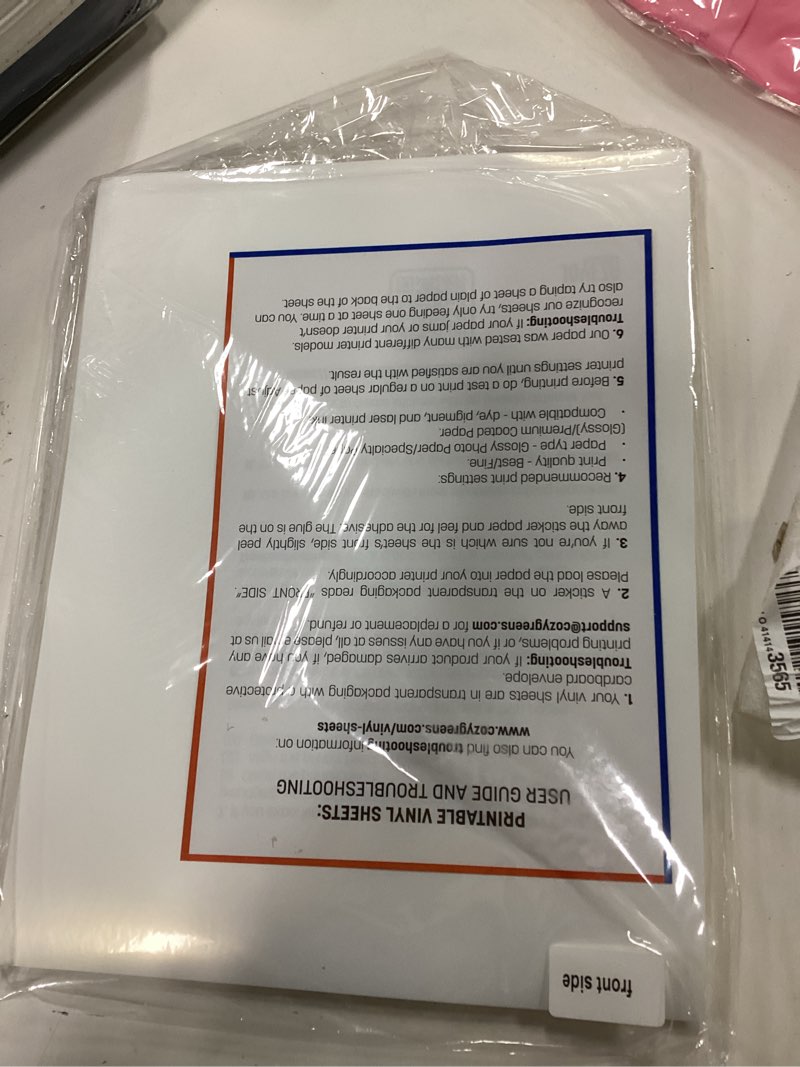 front side
PRINTABLE VINYL SHEETS:
USER GUIDE AND TROUBLESHOOTING
You can also find troubleshooting information on:
www.cozygreens.com/vinyl-sheets
1. Your vinyl sheets are in transparent packaging with a protective
cardboard envelope.
Troubleshooting: If your product arrives damaged, if you have any
printing problems, or if you have any issues at all, please email us at
support@cozygreens.com for a replacement or refund.
2. A sticker on the transparent packaging reads "FRONT SIDE".
Please load the paper into your printer accordingly.
3. If you're not sure which is the sheet's front side, slightly peel
away the sticker paper and feel for the adhesive. The glue is on the
front side.
4. Recommended print settings:
• Print quality - Best/Fine.
• Paper type - Glossy Photo Paper/Specialty
(Glossy)/Premium Coated Paper.
• Compatible with - dye, pigment, and laser printer ink.
5. Before printing, do a test print on a regular sheet of paper. Adjust
printer settings until you are satisfied with the result.
6. Our paper was tested with many different printer models.
Troubleshooting: If your paper jams or your printer doesn't
recognize our sheets, try only feeding one sheet at a time. You can
also try taping a sheet of plain paper to the back of the sheet.
0 41414 3565